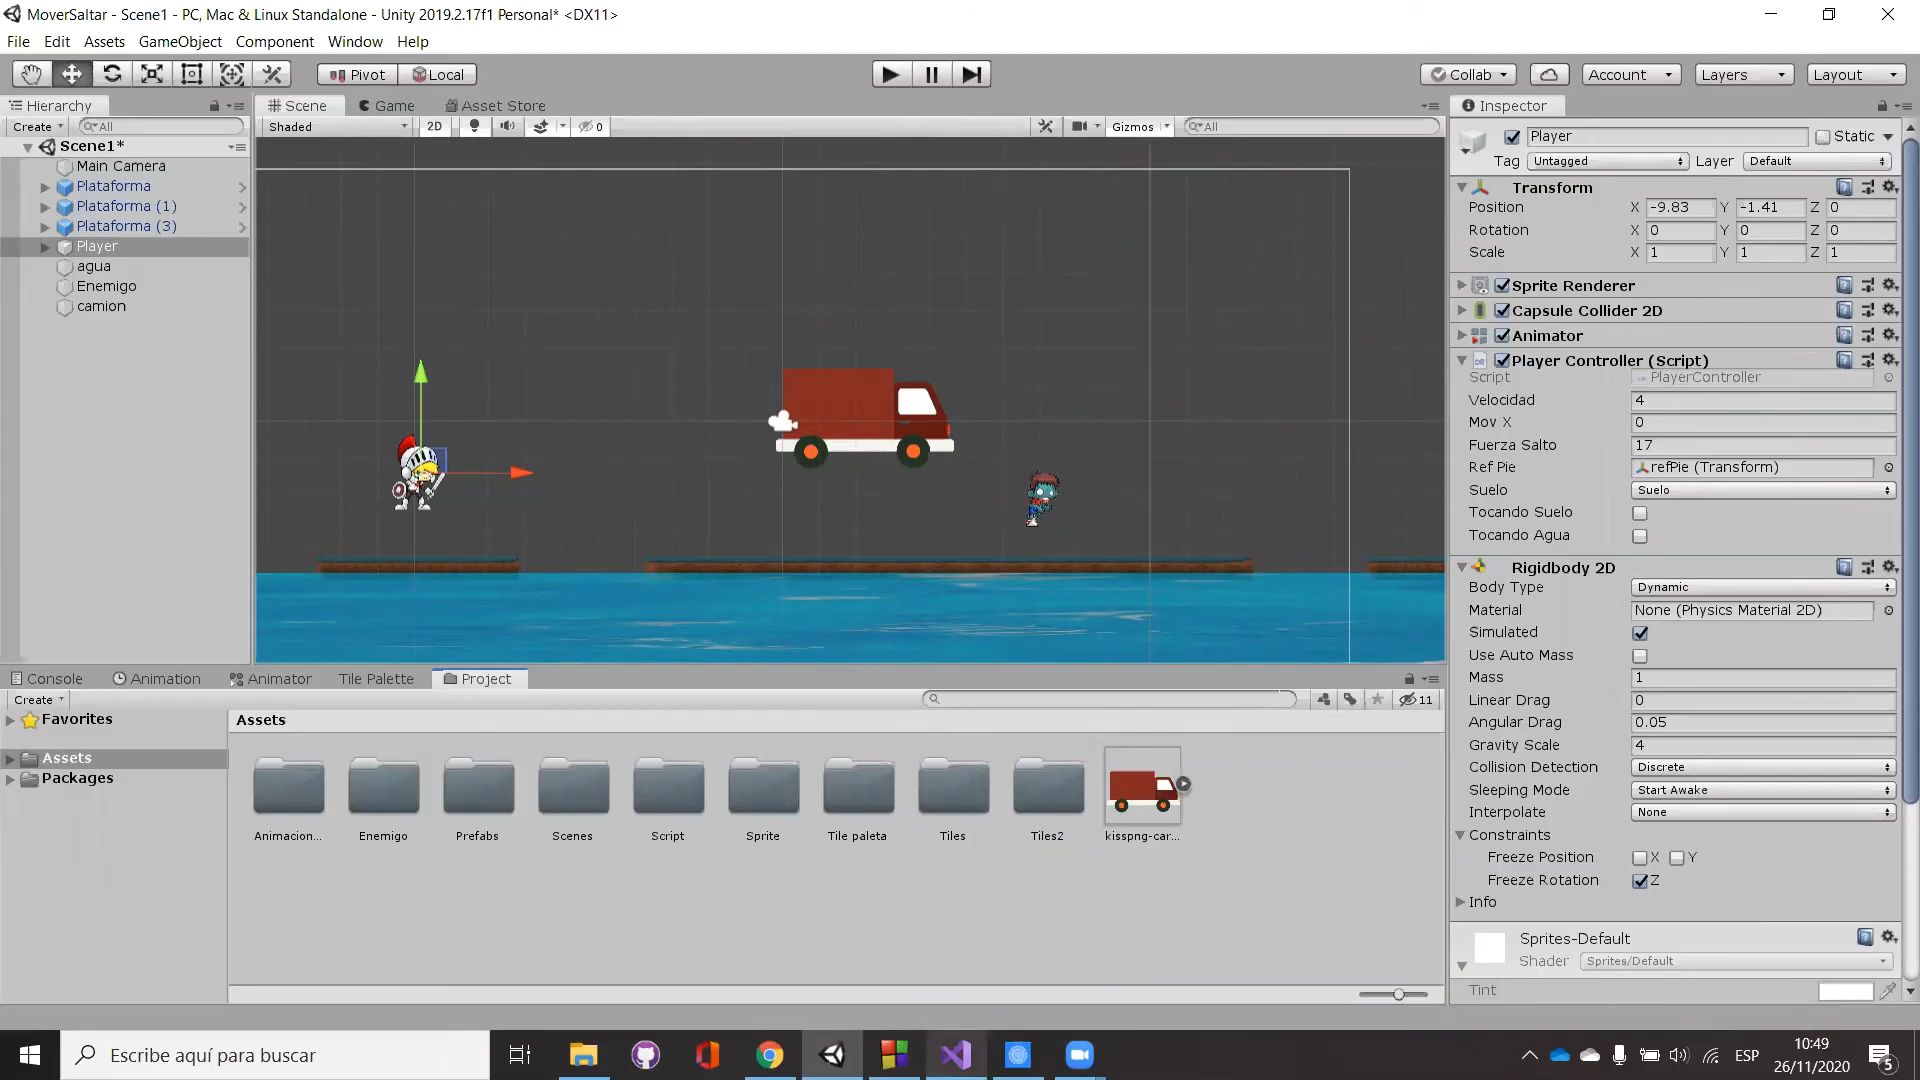 MoverSaltar - Scene1 - PC, Mac & Linux Standalone - Unity 2019.2.17f1 Personal* <DX11>
File Edit Assets GameObject Component Window Help
Pivot Local Collab Account Layers Layout
Hierarchy Scene Game Asset Store Inspector
Create All Shaded 2D 0 Gizmos All
Player Static
Scene1*
Main Camera
Tag Untagged Layer Default
Plataforma
Transform
Plataforma (1)
Position X -9.83 Y -1.41 Z 0
Plataforma (3)
Rotation X 0 Y 0 Z 0
Player
Scale X 1 Y 1 Z 1
agua
Enemigo
Sprite Renderer
camion
Capsule Collider 2D
Animator
Player Controller (Script)
Script PlayerController
Velocidad 4
Mov X 0
Fuerza Salto 17
Ref Pie refPie (Transform)
Suelo Suelo
Tocando Suelo
Tocando Agua
Rigidbody 2D
Body Type Dynamic
Material None (Physics Material 2D)
Simulated
Use Auto Mass
Mass 1
Linear Drag 0
Angular Drag 0.05
Gravity Scale 4
Collision Detection Discrete
Sleeping Mode Start Awake
Interpolate None
Constraints
Freeze Position X Y
Freeze Rotation Z
Info
Sprites-Default
Shader Sprites/Default
Tint
Console Animation Animator Tile Palette Project
Create 11
Favorites
Assets
Packages
Assets
Animacion... Enemigo Prefabs Scenes Script Sprite Tile paleta Tiles Tiles2 kisspng-car...
Escribe aquí para buscar
ESP
10:49
26/11/2020
5